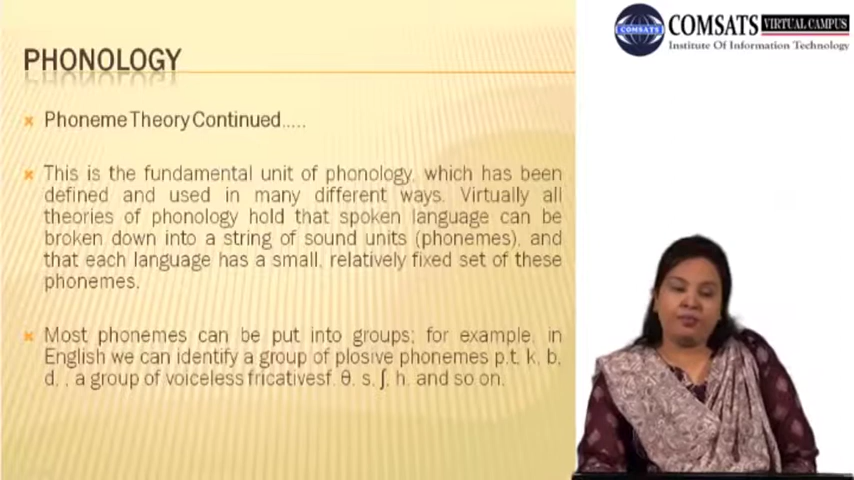 PHONOLOGY
Phoneme Theory Continued.....
This is the fundamental unit of phonology, which has been
defined and used in many different ways. Virtually all
theories of phonology hold that spoken language can be
broken down into a string of sound units (phonemes), and
that each language has a small, relatively fixed set of these
phonemes.
Most phonemes can be put into groups; for example, in
English we can identify a group of plosive phonemes p,t, k, b,
d, , a group of voiceless fricativesf, θ, s, ʃ, h, and so on.
COMSATS
COMSATS VIRTUAL CAMPUS
Institute Of Information Technology